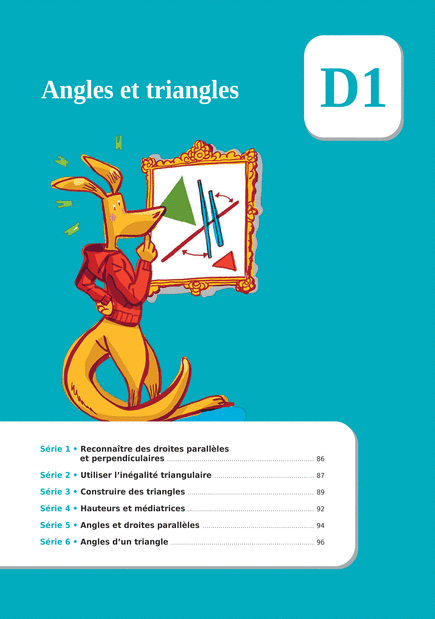 D1
Angles et triangles
Série 1 • Reconnaître des droites parallèles
et perpendiculaires 86
Série 2 • Utiliser l’inégalité triangulaire 87
Série 3 • Construire des triangles 89
Série 4 • Hauteurs et médiatrices 92
Série 5 • Angles et droites parallèles 94
Série 6 • Angles d’un triangle 96